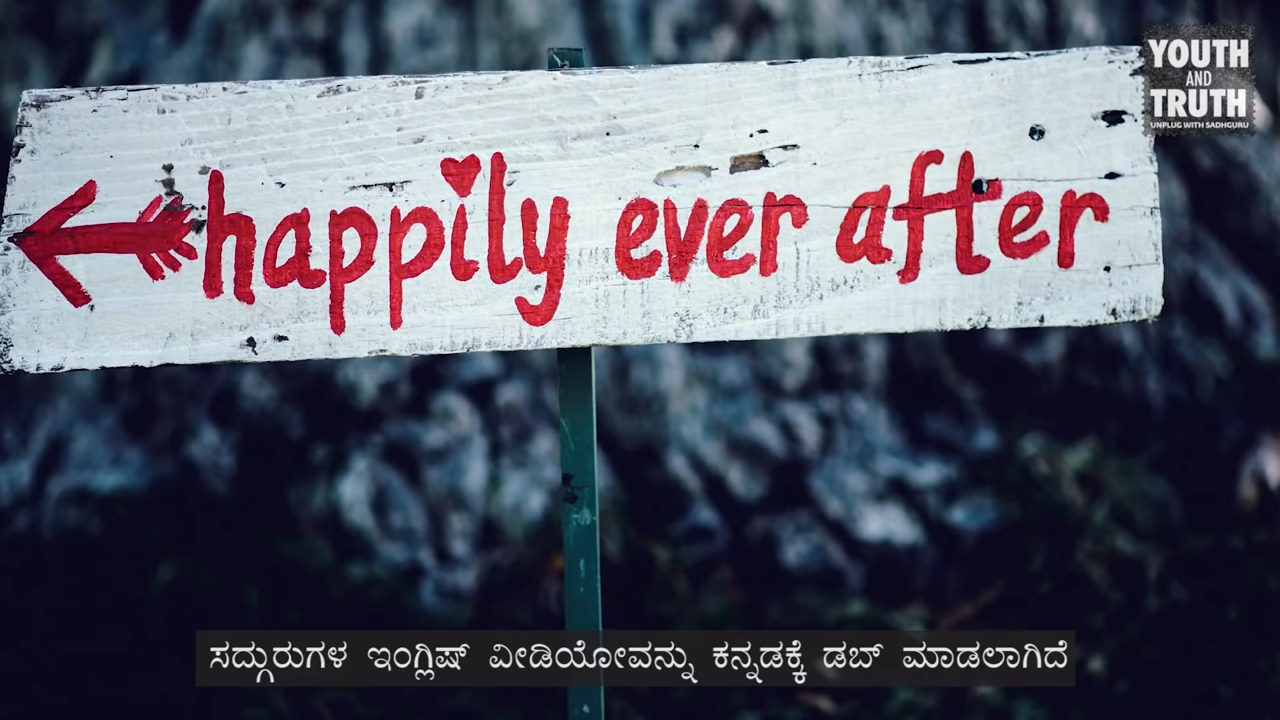 YOUTH
AND
TRUTH
UNPLUG WITH SADHGURU
happily ever after
ಸದ್ಗುರುಗಳ ಇಂಗ್ಲಿಷ್ ವೀಡಿಯೋವನ್ನು ಕನ್ನಡಕ್ಕೆ ಡಬ್ ಮಾಡಲಾಗಿದೆ